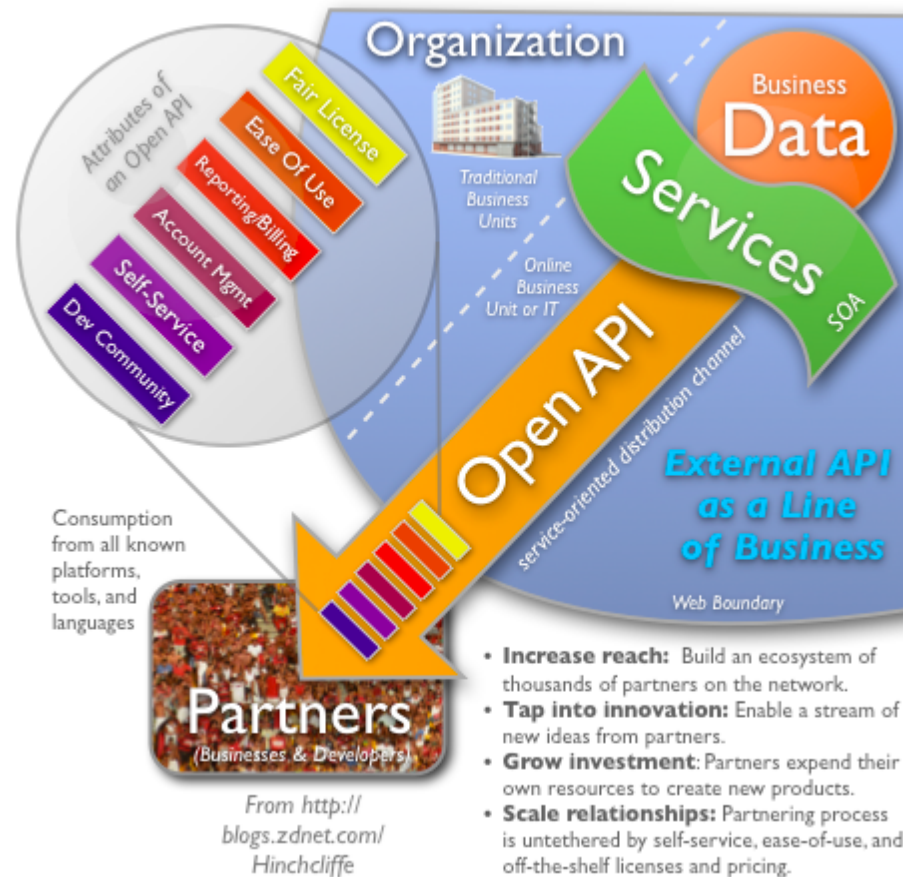 Organization
Attributes of
an Open API
Fair License
Ease Of Use
Reporting/Billing
Account Mgmt
Self-Service
Dev Community
Traditional
Business
Units
Online
Business
Unit or IT
Business
Data
Services
SOA
Open API
service-oriented distribution channel
External API
as a Line
of Business
Web Boundary
Consumption
from all known
platforms,
tools, and
languages
Partners
(Businesses & Developers)
From http://
blogs.zdnet.com/
Hinchcliffe
• Increase reach: Build an ecosystem of
thousands of partners on the network.
• Tap into innovation: Enable a stream of
new ideas from partners.
• Grow investment: Partners expend their
own resources to create new products.
• Scale relationships: Partnering process
is untethered by self-service, ease-of-use, and
off-the-shelf licenses and pricing.